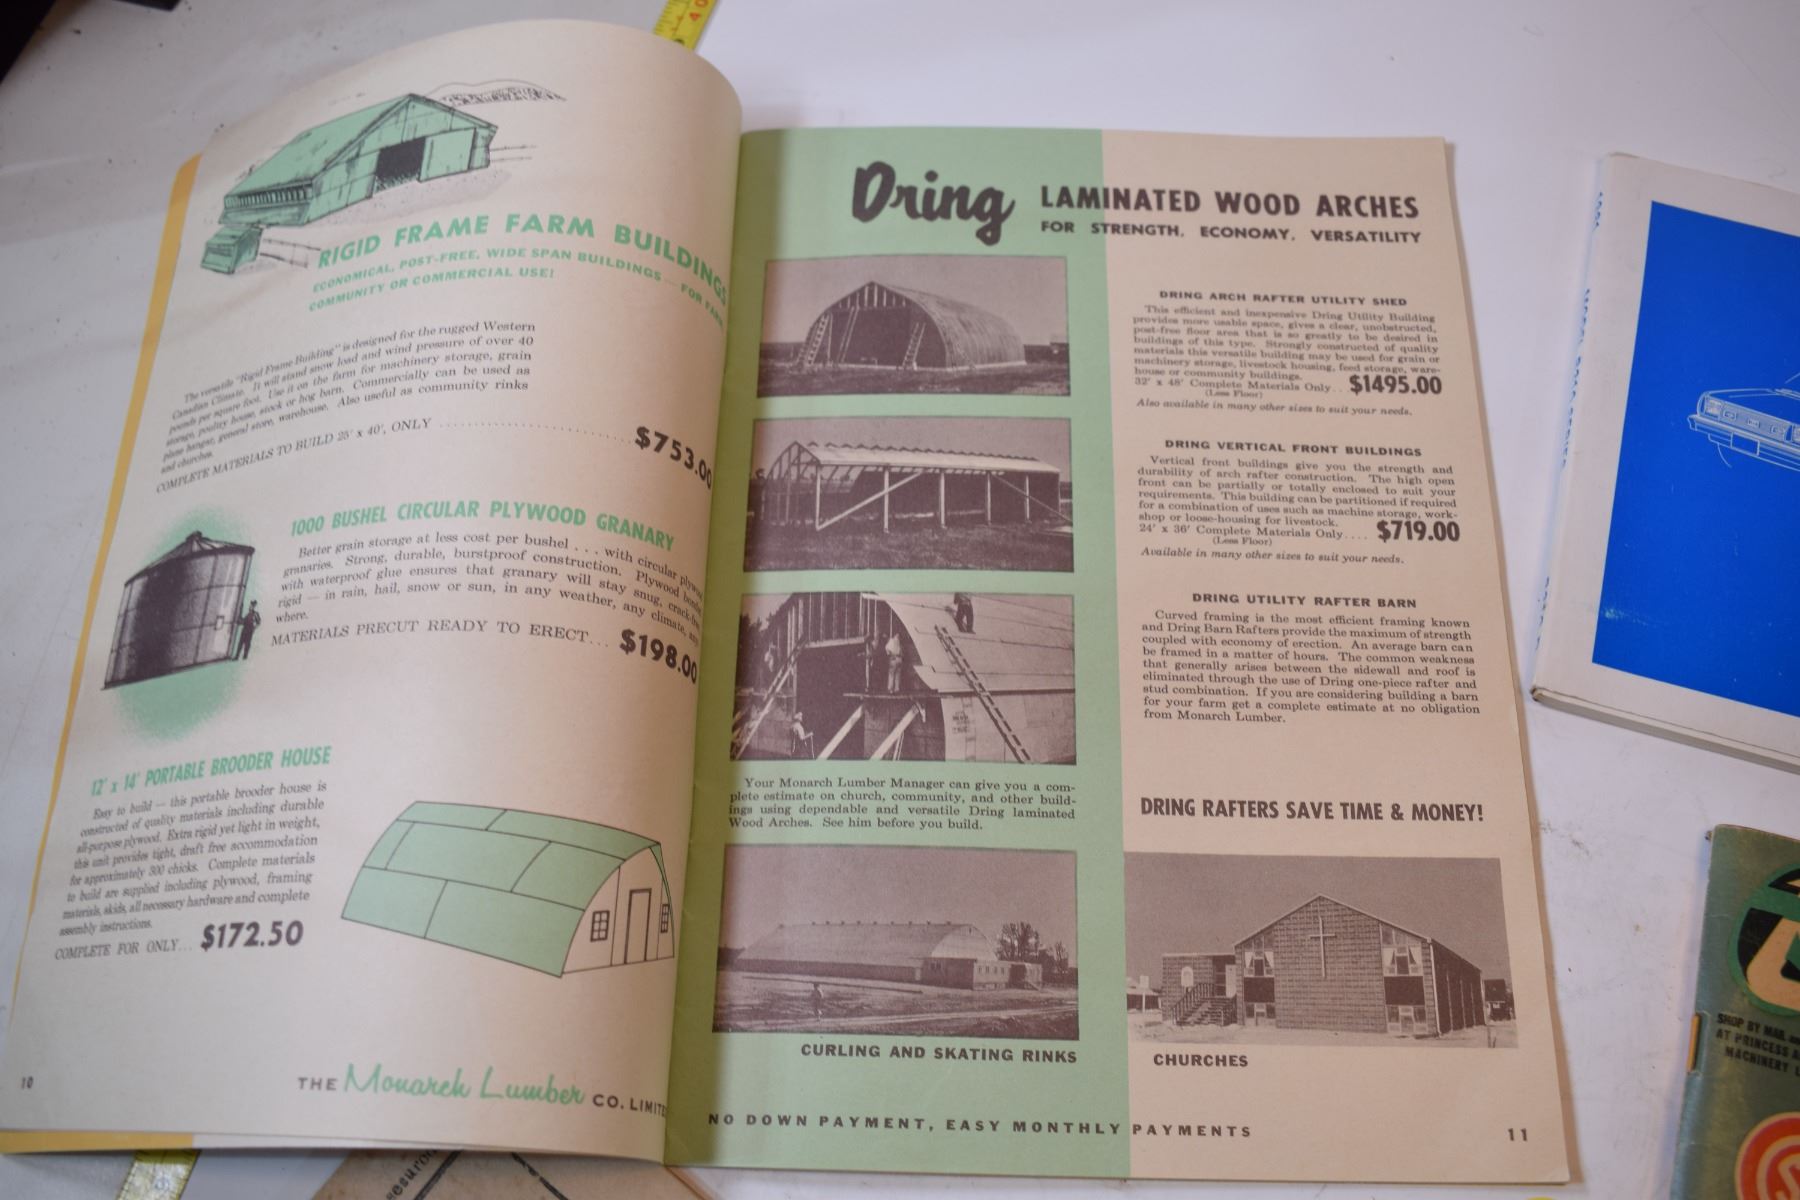 RIGID FRAME FARM BUILDINGS
ECONOMICAL, POST-FREE, WIDE SPAN BUILDINGS — FOR FARM,
COMMUNITY OR COMMERCIAL USE!
The versatile "Rigid Frame Building" is designed for the rugged Western
Canadian Climate. It will stand snow load and wind pressure of over 40
pounds per square foot. Use it on the farm for machinery storage, grain
storage, poultry house, stock or hog barn. Commercially can be used as
plane hangar, general store, warehouse. Also useful as community rinks
and churches.
COMPLETE MATERIALS TO BUILD 25' x 40', ONLY ........................ $753.00
1000 BUSHEL CIRCULAR PLYWOOD GRANARY
Better grain storage at less cost per bushel . . . with circular plywood
granaries. Strong, durable, burstproof construction. Plywood bonded
with waterproof glue ensures that granary will stay snug, crack-free
rigid — in rain, hail, snow or sun, in any weather, any climate, any
where.
MATERIALS PRECUT READY TO ERECT... $198.00
12' x 14' PORTABLE BROODER HOUSE
Easy to build — this portable brooder house is
constructed of quality materials including durable
all-purpose plywood. Extra rigid yet light in weight,
this unit provides tight, draft free accommodation
for approximately 300 chicks. Complete materials
to build are supplied including plywood, framing
materials, skids, all necessary hardware and complete
assembly instructions.
COMPLETE FOR ONLY... $172.50
10
THE Monarch Lumber CO. LIMITE
Dring LAMINATED WOOD ARCHES
FOR STRENGTH, ECONOMY, VERSATILITY
DRING ARCH RAFTER UTILITY SHED
This efficient and inexpensive Dring Utility Building
provides more usable space, gives a clear, unobstructed,
post-free floor area that is so greatly to be desired in
buildings of this type. Strongly constructed of quality
materials this versatile building may be used for grain or
machinery storage, livestock housing, feed storage, ware-
house or community buildings.
32' x 48' Complete Materials Only.. $1495.00
(Less Floor)
Also available in many other sizes to suit your needs.
DRING VERTICAL FRONT BUILDINGS
Vertical front buildings give you the strength and
durability of arch rafter construction. The high open
front can be partially or totally enclosed to suit your
requirements. This building can be partitioned if required
for a combination of uses such as machine storage, work-
shop or loose-housing for livestock.
24' x 36' Complete Materials Only.... $719.00
(Less Floor)
Available in many other sizes to suit your needs.
DRING UTILITY RAFTER BARN
Curved framing is the most efficient framing known
and Dring Barn Rafters provide the maximum of strength
coupled with economy of erection. An average barn can
be framed in a matter of hours. The common weakness
that generally arises between the sidewall and roof is
eliminated through the use of Dring one-piece rafter and
stud combination. If you are considering building a barn
for your farm get a complete estimate at no obligation
from Monarch Lumber.
Your Monarch Lumber Manager can give you a com-
plete estimate on church, community, and other build-
ings using dependable and versatile Dring laminated
Wood Arches. See him before you build.
DRING RAFTERS SAVE TIME & MONEY!
CURLING AND SKATING RINKS
CHURCHES
NO DOWN PAYMENT, EASY MONTHLY PAYMENTS
11
SHOP BY MAIL
AT PRINCESS
MACHINERY
40